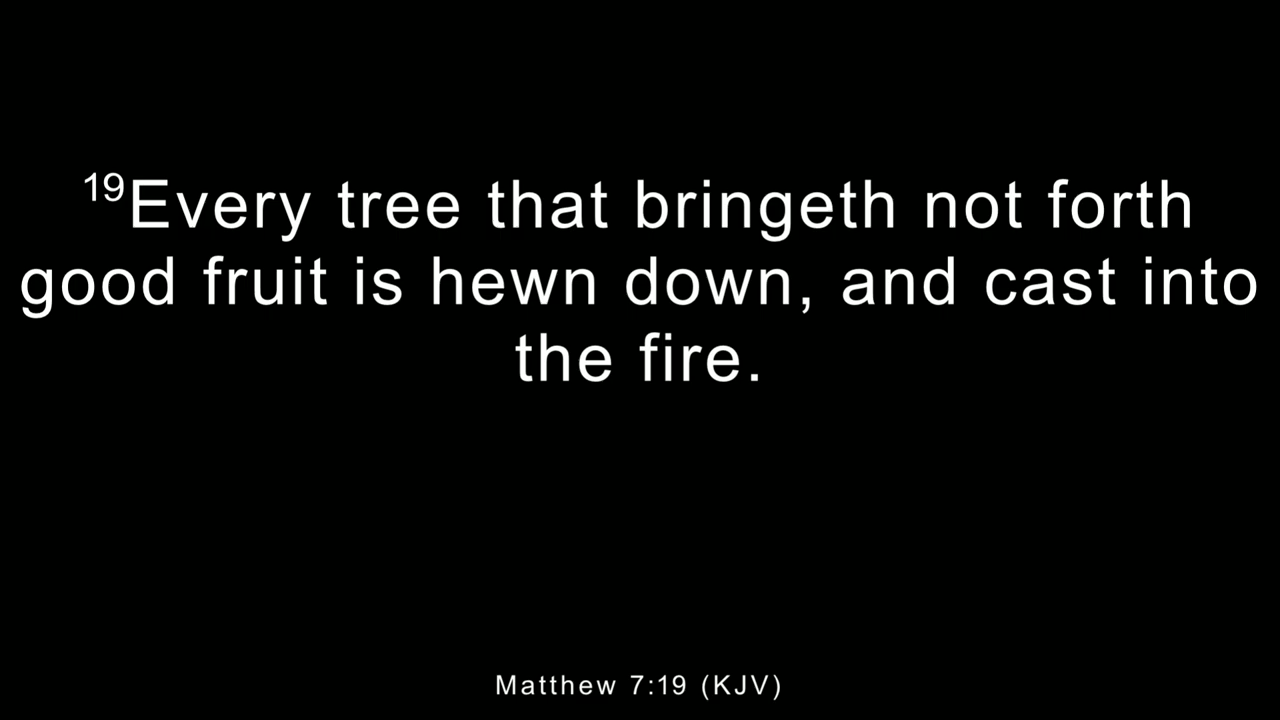 ¹⁹Every tree that bringeth not forth
good fruit is hewn down, and cast into
the fire.
Matthew 7:19 (KJV)